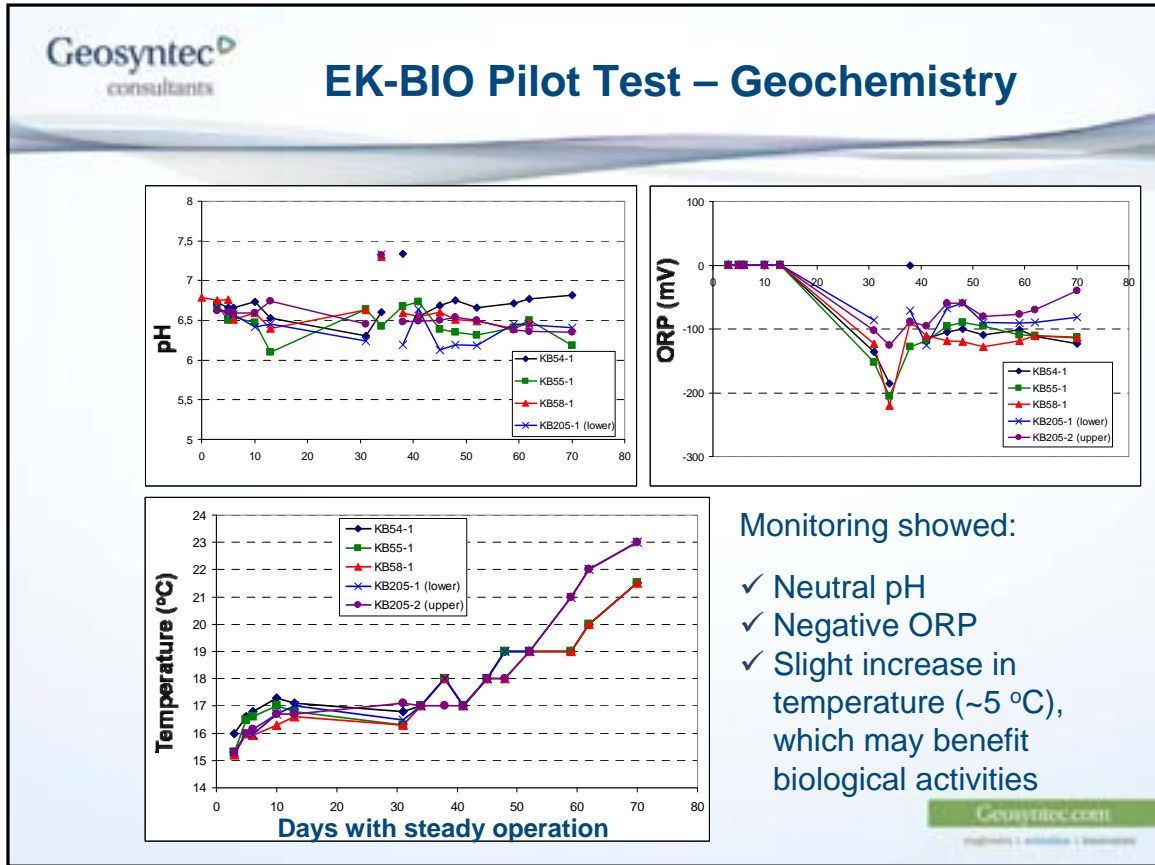 Geosyntec
consultants
EK-BIO Pilot Test – Geochemistry
8
7,5
7
6,5
6
5,5
5
pH
0 10 20 30 40 50 60 70 80
KB54-1
KB55-1
KB58-1
KB205-1 (lower)
100
0
-100
-200
-300
ORP (mV)
0 10 20 30 40 50 60 70 80
KB54-1
KB55-1
KB58-1
KB205-1 (lower)
KB205-2 (upper)
24
23
22
21
20
19
18
17
16
15
14
Temperature (ºC)
0 10 20 30 40 50 60 70 80
KB54-1
KB55-1
KB58-1
KB205-1 (lower)
KB205-2 (upper)
Days with steady operation
Monitoring showed:
✓ Neutral pH
✓ Negative ORP
✓ Slight increase in
temperature (~5 ºC),
which may benefit
biological activities
Geosyntec.com